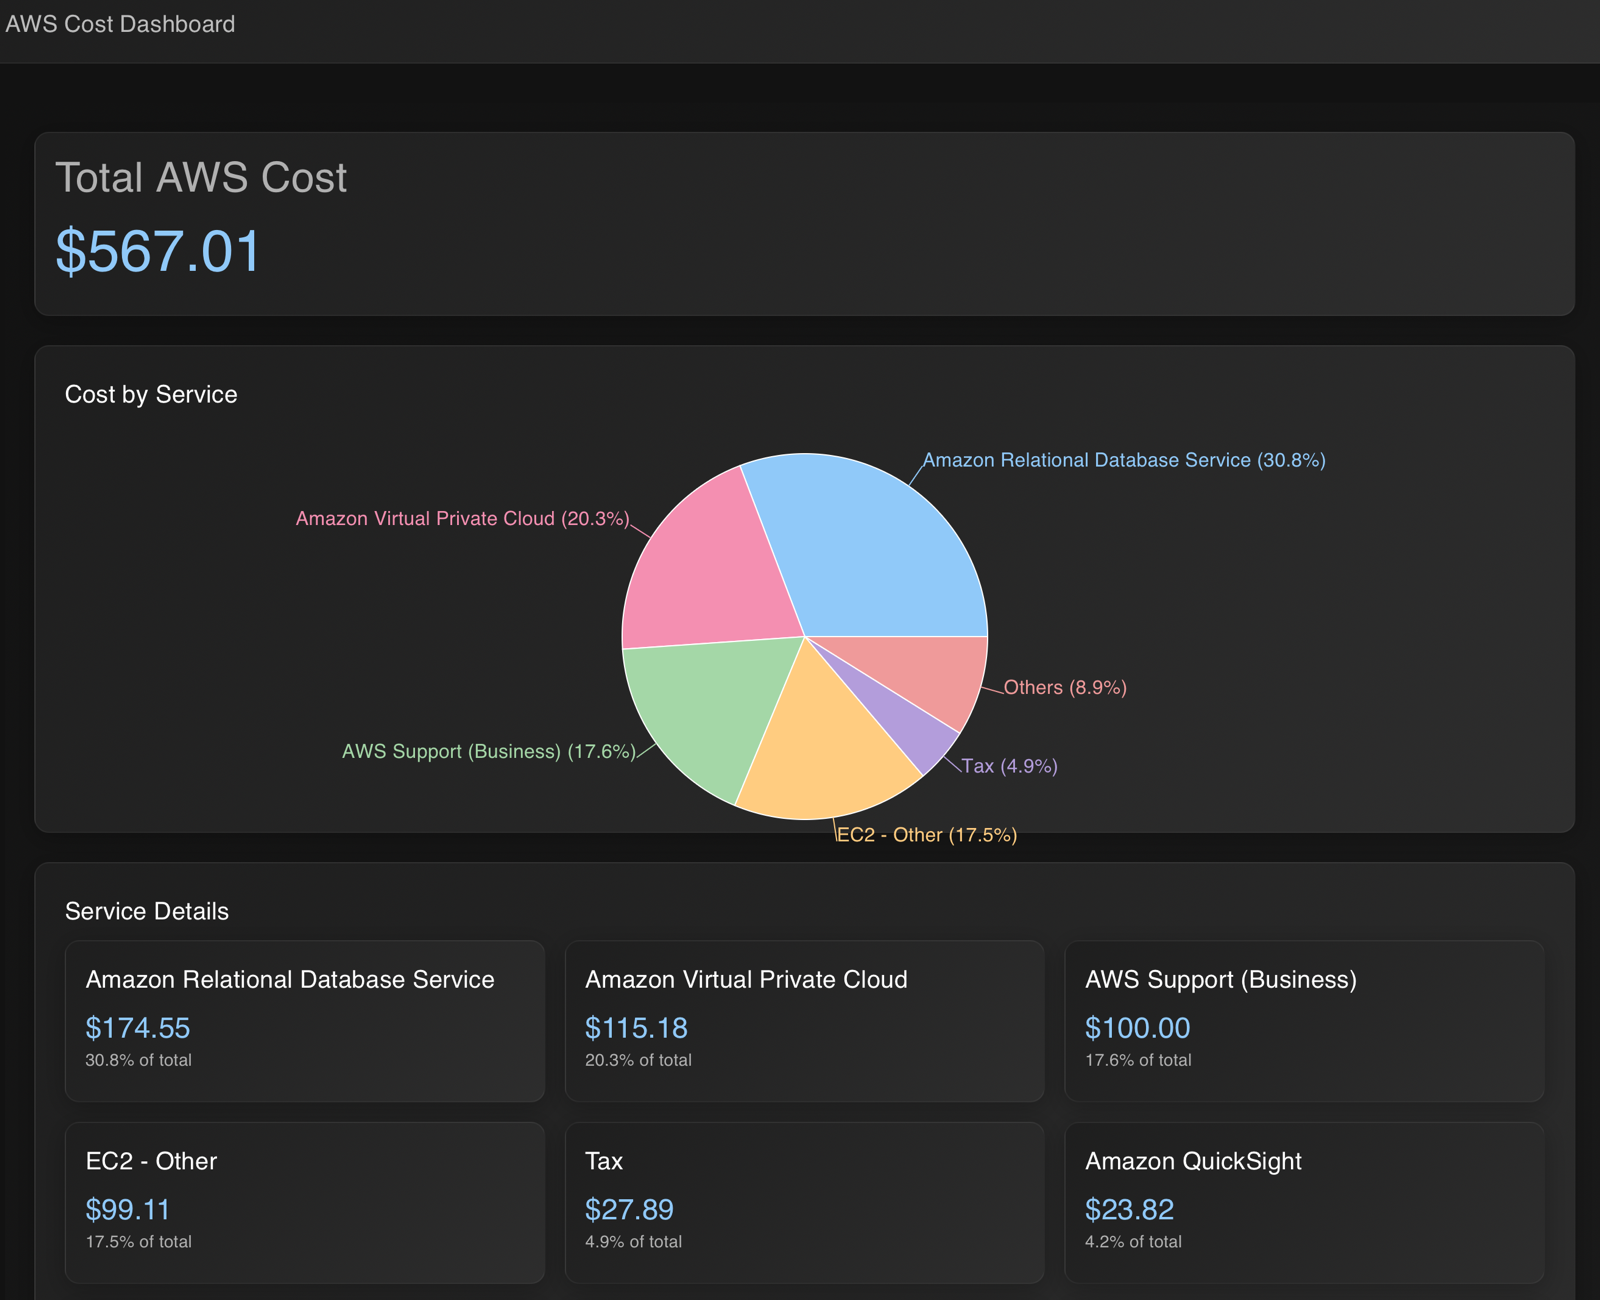 AWS Cost Dashboard
Total AWS Cost
$567.01
Cost by Service
Amazon Relational Database Service (30.8%)
Amazon Virtual Private Cloud (20.3%)
Others (8.9%)
AWS Support (Business) (17.6%)
Tax (4.9%)
EC2 - Other (17.5%)
Service Details
Amazon Relational Database Service
$174.55
30.8% of total
Amazon Virtual Private Cloud
$115.18
20.3% of total
AWS Support (Business)
$100.00
17.6% of total
EC2 - Other
$99.11
17.5% of total
Tax
$27.89
4.9% of total
Amazon QuickSight
$23.82
4.2% of total